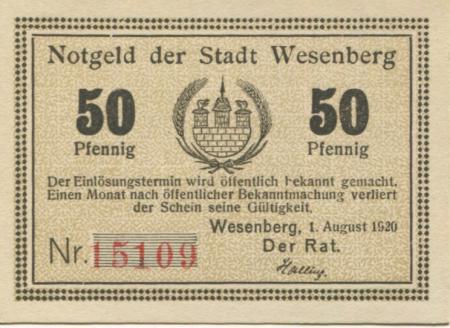 Notgeld der Stadt Wesenberg
50 50
Pfennig Pfennig
Der Einlösungstermin wird öffentlich bekannt gemacht.
Einen Monat nach öffentlicher Bekanntmachung verliert
der Schein seine Gültigkeit.
Wesenberg, 1. August 1920
Nr. 15109 Der Rat.